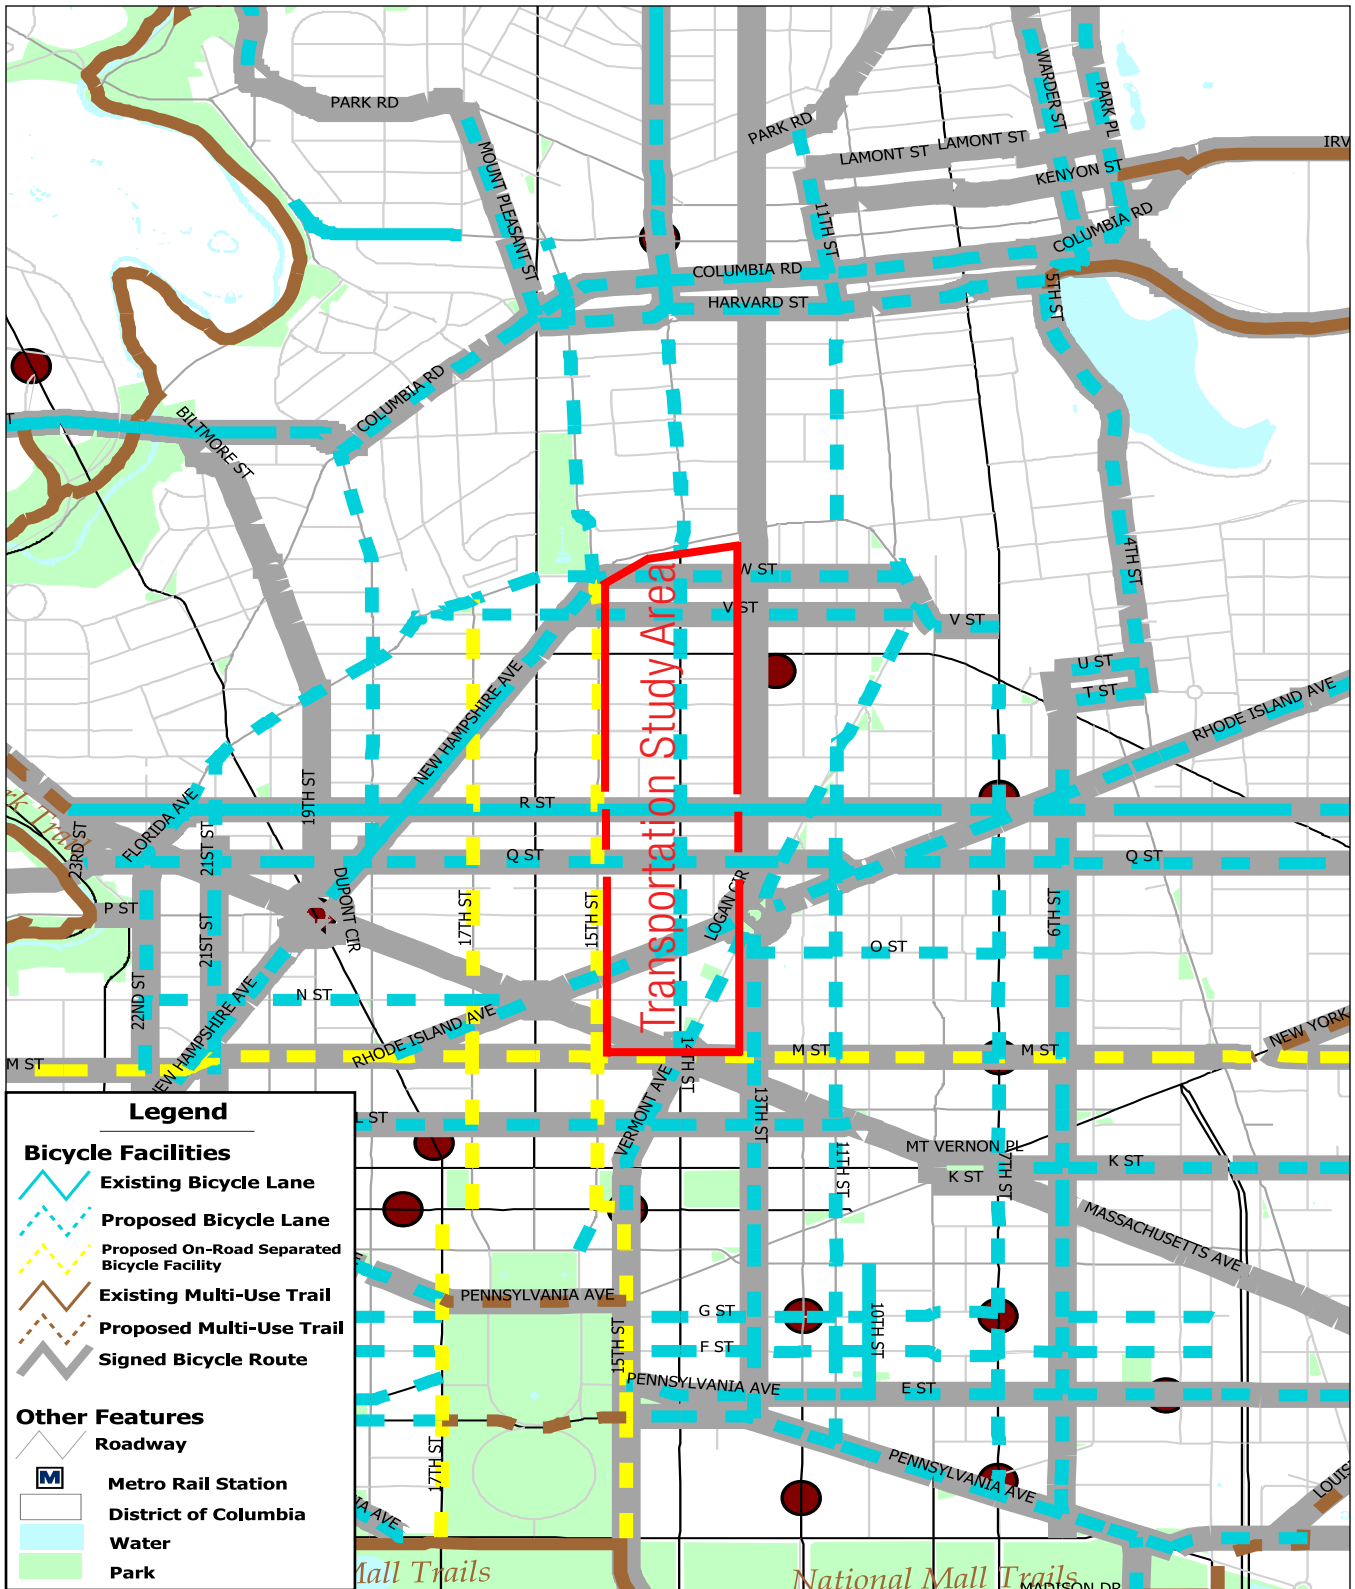 PARK RD
PARK RD
WARDER ST
PARK PL
LAMONT ST
LAMONT ST
IRV
MOUNT PLEASANT ST
KENYON ST
11TH ST
COLUMBIA RD
COLUMBIA RD
HARVARD ST
5TH ST
COLUMBIA RD
T
BILTMORE ST
4TH ST
W ST
V ST
V ST
U ST
T ST
NEW HAMPSHIRE AVE
Transportation Study Area
RHODE ISLAND AVE
19TH ST
R ST
rk Trail
FLORIDA AVE
23RD ST
21ST ST
Q ST
Q ST
DUPONT CIR
LOGAN CIR
P ST
17TH ST
15TH ST
6TH ST
21ST ST
O ST
22ND ST
NEW HAMPSHIRE AVE
N ST
RHODE ISLAND AVE
NEW YORK
M ST
14TH ST
M ST
M ST
L ST
VERMONT AVE
13TH ST
11TH ST
MT VERNON PL
7TH ST
K ST
K ST
MASSACHUSETTS AVE
E
PENNSYLVANIA AVE
G ST
10TH ST
15TH ST
F ST
PENNSYLVANIA AVE
E ST
17TH ST
PENNSYLVANIA AVE
LOUIS
IA AVE
Mall Trails
National Mall Trails
MADISON DR
Legend
Bicycle Facilities
Existing Bicycle Lane
Proposed Bicycle Lane
Proposed On-Road Separated
Bicycle Facility
Existing Multi-Use Trail
Proposed Multi-Use Trail
Signed Bicycle Route
Other Features
Roadway
M
Metro Rail Station
District of Columbia
Water
Park